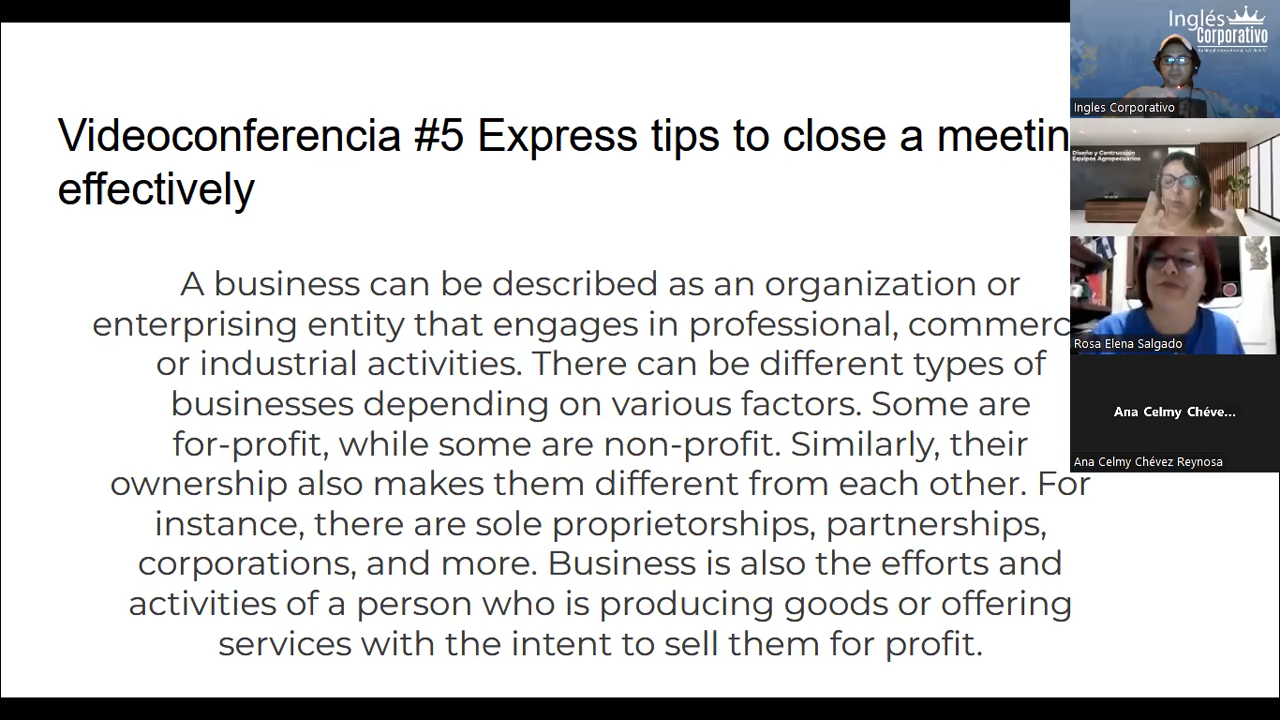 Videoconferencia #5 Express tips to close a meetin
effectively
A business can be described as an organization or
enterprising entity that engages in professional, commerc
or industrial activities. There can be different types of
businesses depending on various factors. Some are
for-profit, while some are non-profit. Similarly, their
ownership also makes them different from each other. For
instance, there are sole proprietorships, partnerships,
corporations, and more. Business is also the efforts and
activities of a person who is producing goods or offering
services with the intent to sell them for profit.
Inglés
Corporativo
Ingles Corporativo
Diseño y Contrucción
Equipos Agropecuarios
Rosa Elena Salgado
Ana Celmy Chéve...
Ana Celmy Chévez Reynosa